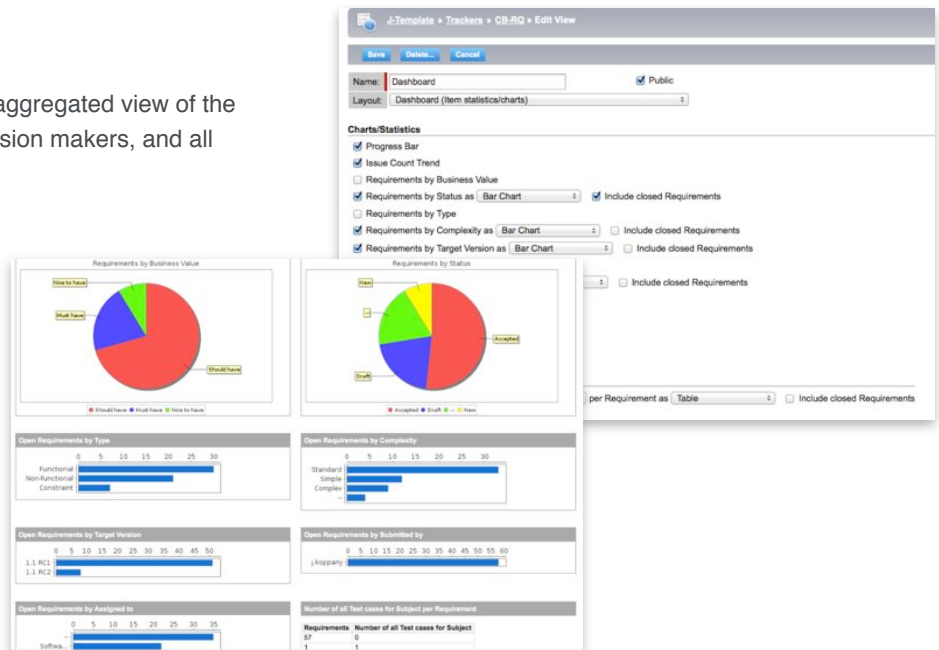 aggregated view of the
sion makers, and all
J-Template » Trackers » CB-RQ » Edit View
Save Delete... Cancel
Name: Dashboard Public
Layout: Dashboard (Item statistics/charts)
Charts/Statistics
Progress Bar
Issue Count Trend
Requirements by Business Value
Requirements by Status as Bar Chart Include closed Requirements
Requirements by Type
Requirements by Complexity as Bar Chart Include closed Requirements
Requirements by Target Version as Bar Chart Include closed Requirements
Include closed Requirements
per Requirement as Table Include closed Requirements
Requirements by Business Value
Nice to have
Must have
Should have
Should have Must have Nice to have
Requirements by Status
New
--
Accepted
Draft
Accepted Draft -- New
Open Requirements by Type
0 5 10 15 20 25 30
Functional
Non-functional
Constraint
Open Requirements by Complexity
0 5 10 15 20 25 30
Standard
Simple
Complex
--
Open Requirements by Target Version
0 5 10 15 20 25 30 35 40 45 50
1.1 RC1
1.1 RC2
Open Requirements by Submitted by
0 5 10 15 20 25 30 35 40 45 50 55 60
j.koppany
Open Requirements by Assigned to
0 5 10 15 20 25 30 35
--
Softwa...
Number of all Test cases for Subject per Requirement
Requirements Number of all Test cases for Subject
57 0
1 1